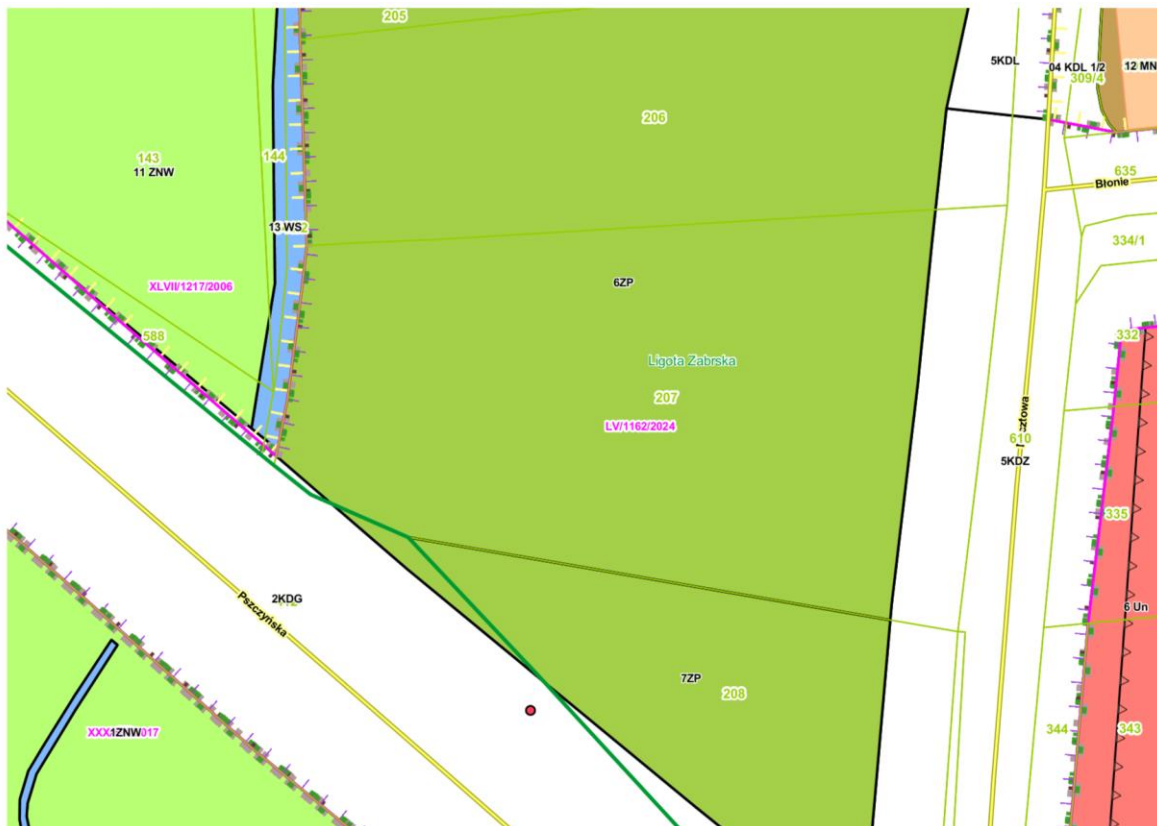 205
5KDL
04 KDL 1/2
309/4
12 MN
206
143
11 ZNW
144
635
Błonie
13 WS
334/1
6ZP
XLVII/1217/2006
588
332
Ligota Zabrska
207
LV/1162/2024
610
5KDZ
335
2KDG
Pszczyńska
6 Un
7ZP
208
1ZNW
344
343